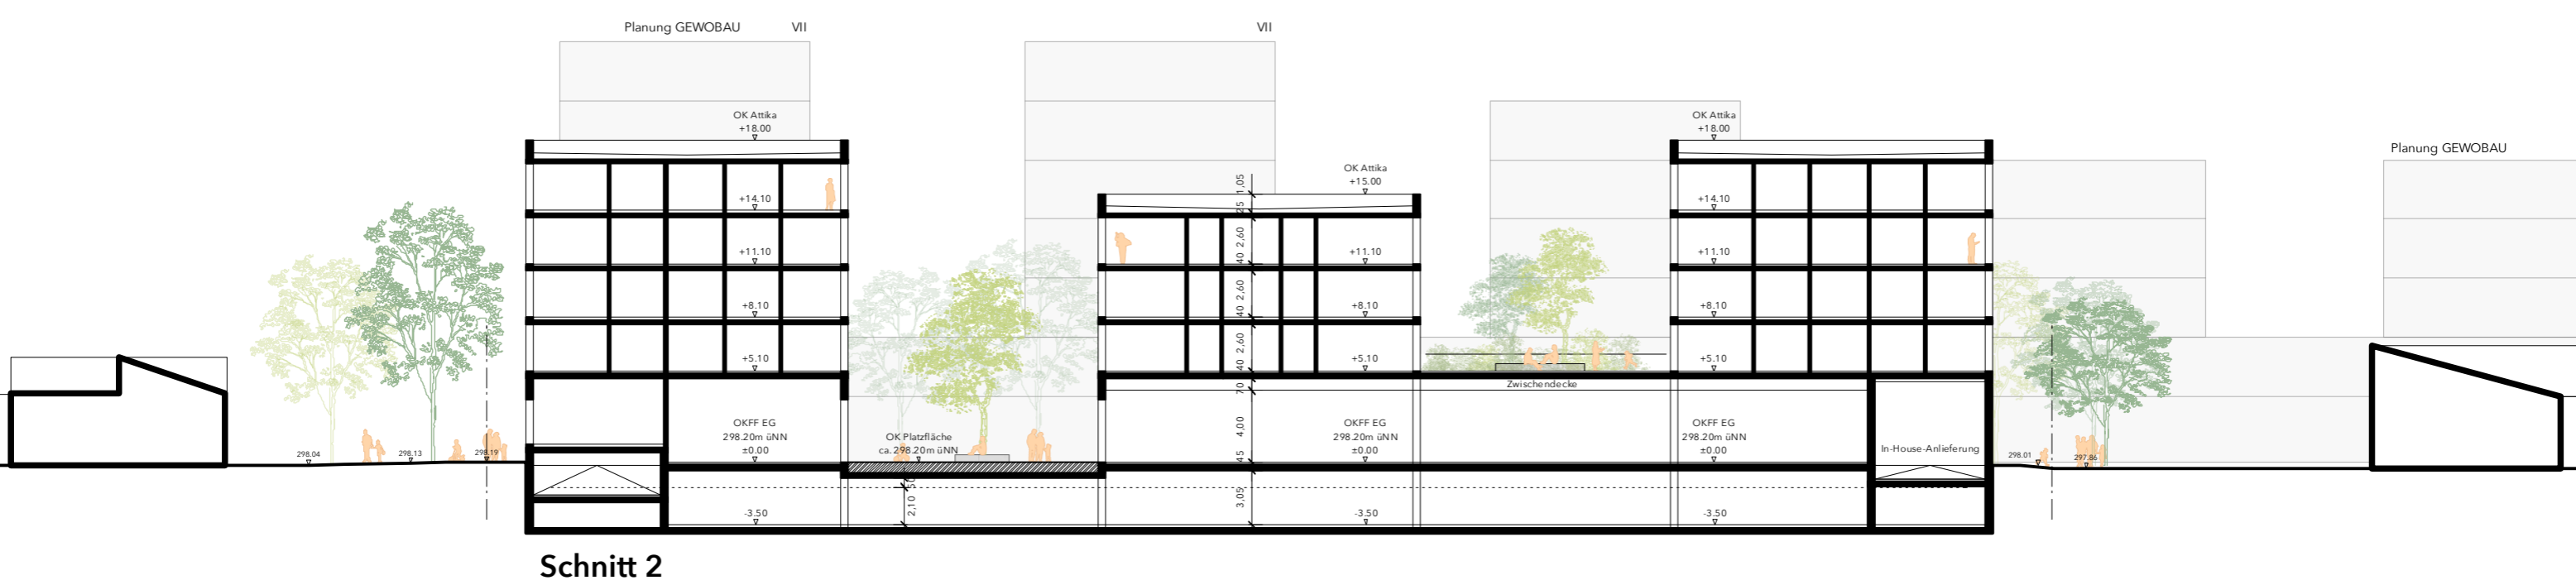 Planung GEWOBAU VII
VII
OK Attika
+18.00
OK Attika
+18.00
Planung GEWOBAU
OK Attika
+15.00
1,05
25
+14.10
+14.10
2,60
+11.10
+11.10
+11.10
40
2,60
+8.10
+8.10
+8.10
40
2,60
+5.10
+5.10
+5.10
40
70
Zwischendecke
4,00
OKFF EG
298.20m üNN
±0.00
OK Platzfläche
ca. 298.20m üNN
OKFF EG
298.20m üNN
±0.00
OKFF EG
298.20m üNN
±0.00
In-House-Anlieferung
298.04
298.13
298.19
298.01
297.86
45
3,05
2,10
-3.50
-3.50
-3.50
Schnitt 2